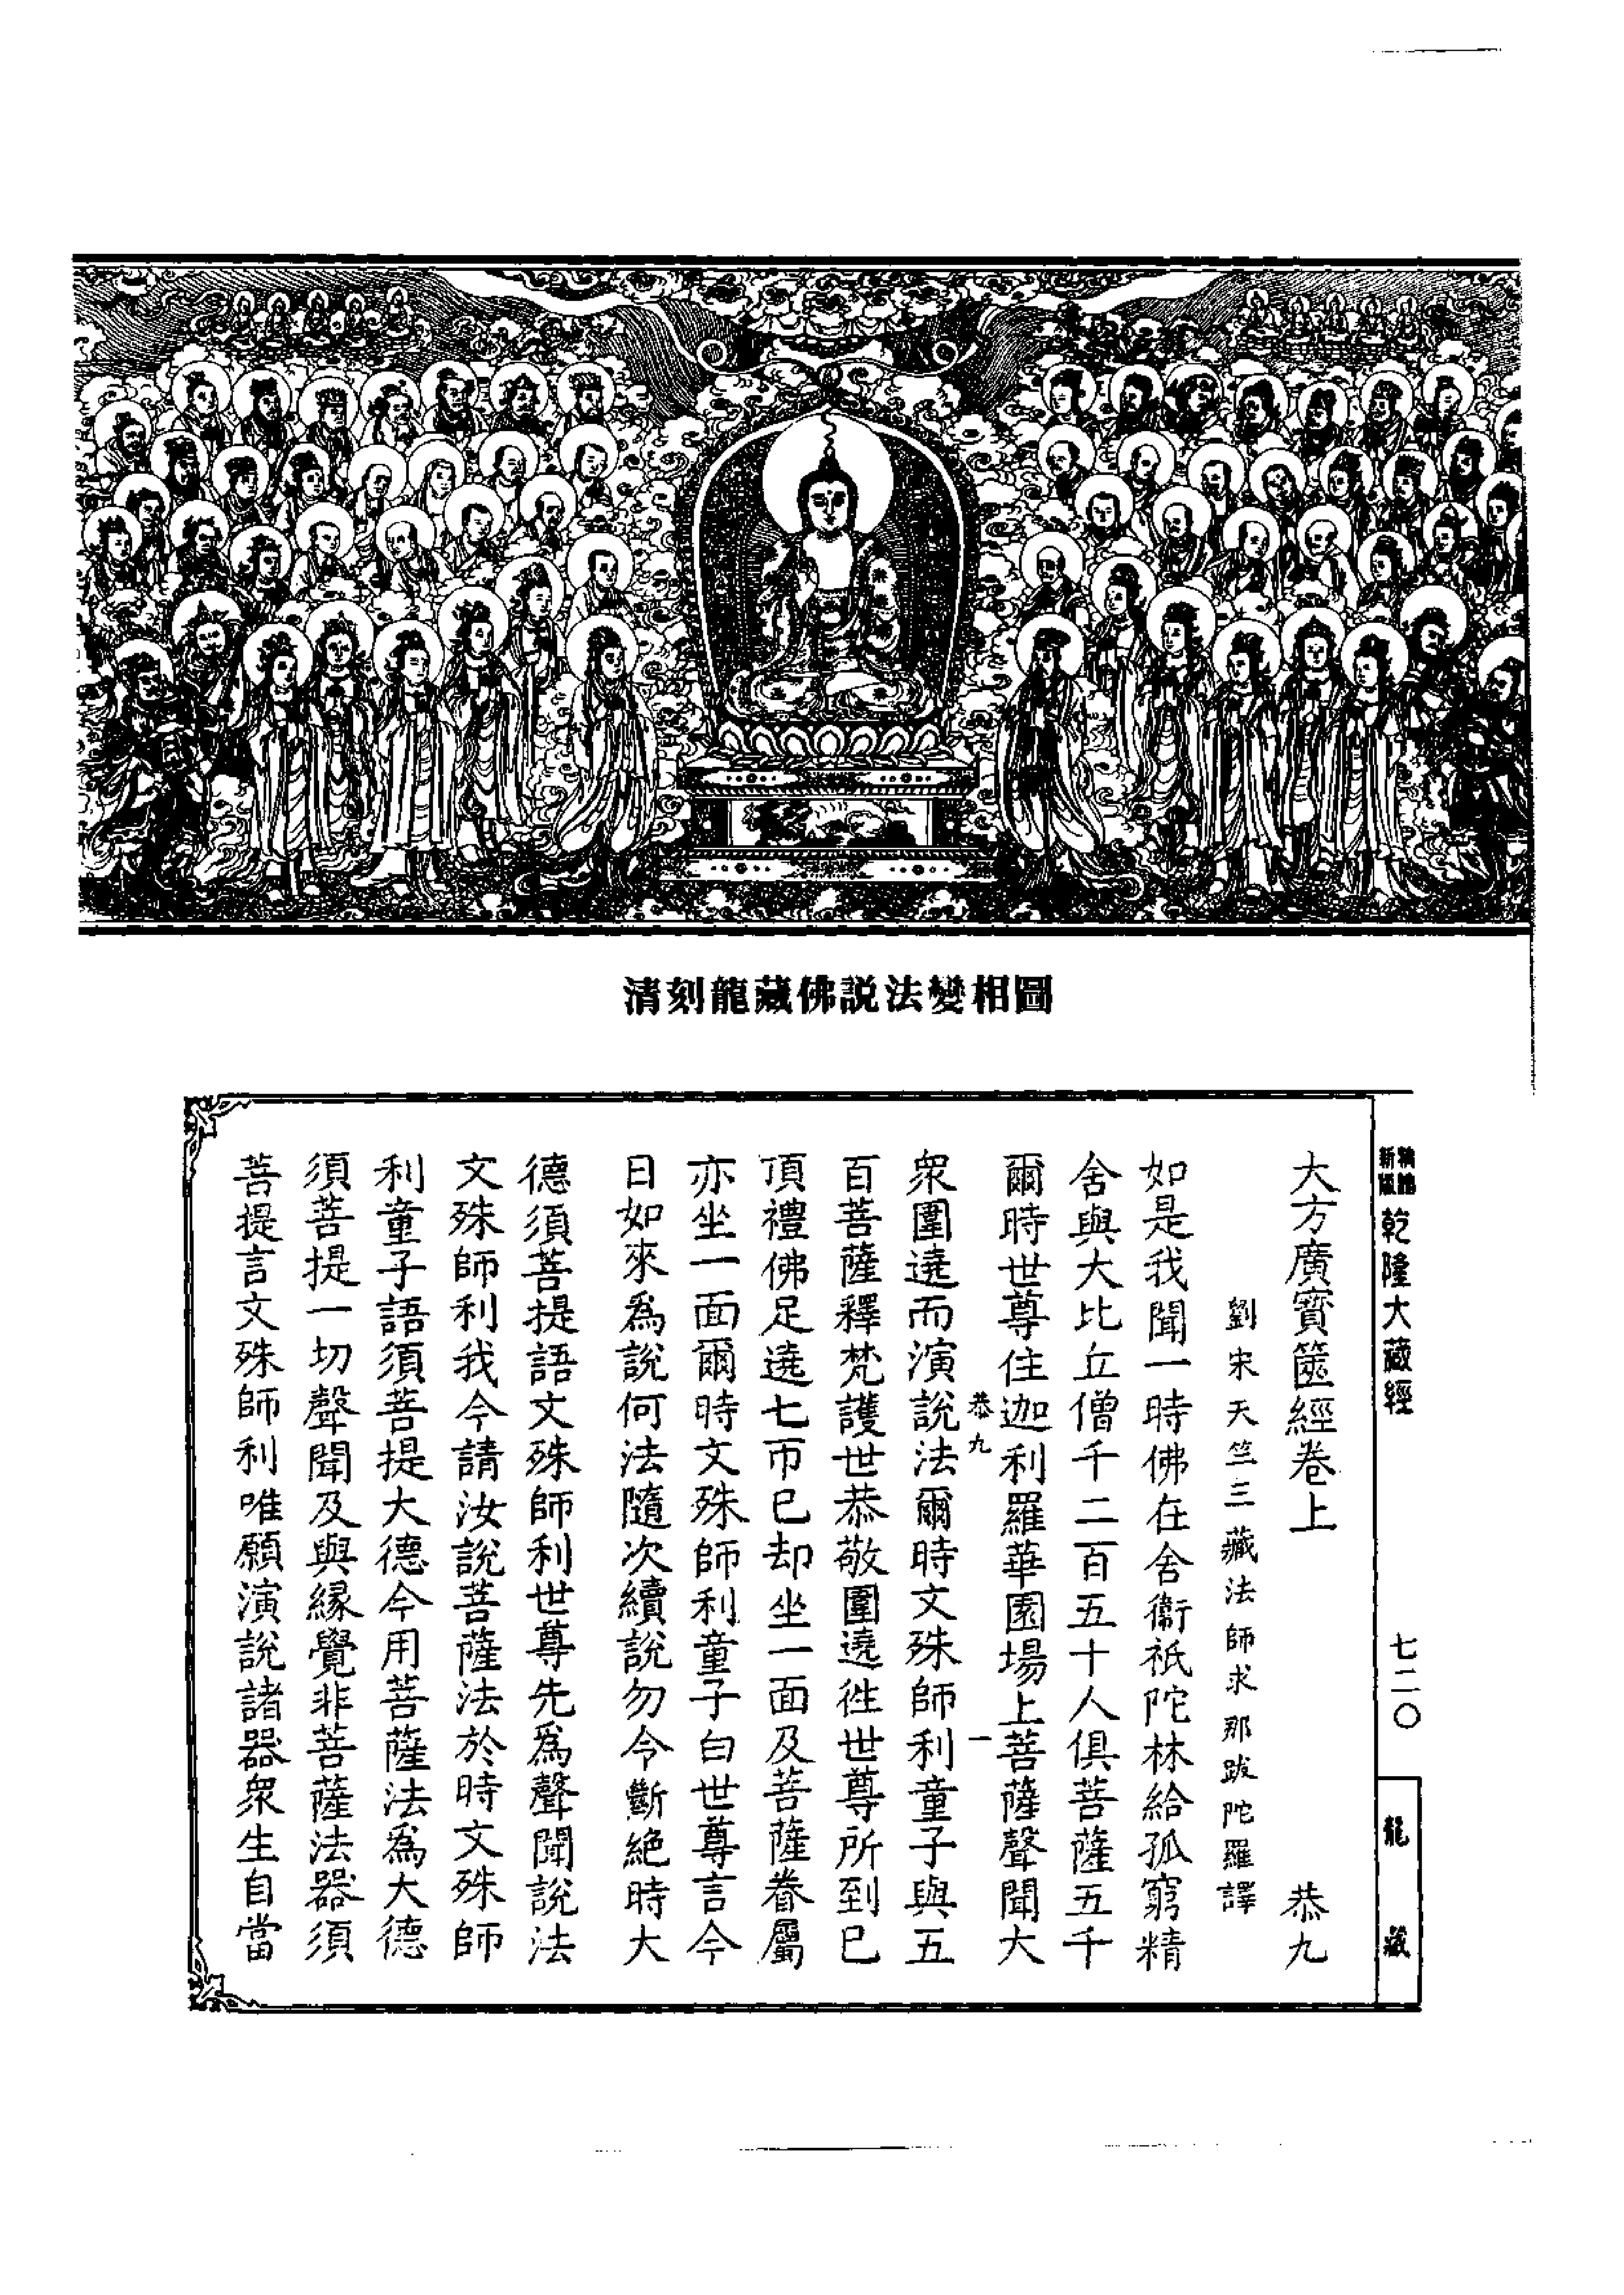 清刻龍藏佛説法變相圖
新版
精縮
乾隆大藏經
七二〇
龍藏
大方廣寳篋經卷上 恭九
劉宋天竺三藏法師求那跋陀羅譯
如是我聞一時佛在舍衞祇陀林給孤窮精
舍與大比丘僧千二百五十人俱菩薩五千
爾時世尊住迦利羅華園場上菩薩聲聞大
恭九 一
衆圍遶而演說法爾時文殊師利童子與五
百菩薩釋梵護世恭敬圍遶徃世尊所到已
頂禮佛足遶七帀已却坐一面及菩薩眷屬
亦坐一面爾時文殊師利童子白世尊言今
日如來爲說何法隨次續說勿令斷絶時大
德須菩提語文殊師利世尊先爲聲聞說法
文殊師利我今請汝說菩薩法於時文殊師
利童子語須菩提大德今用菩薩法爲大德
須菩提一切聲聞及與縁覺非菩薩法器須
菩提言文殊師利唯願演說諸器衆生自當